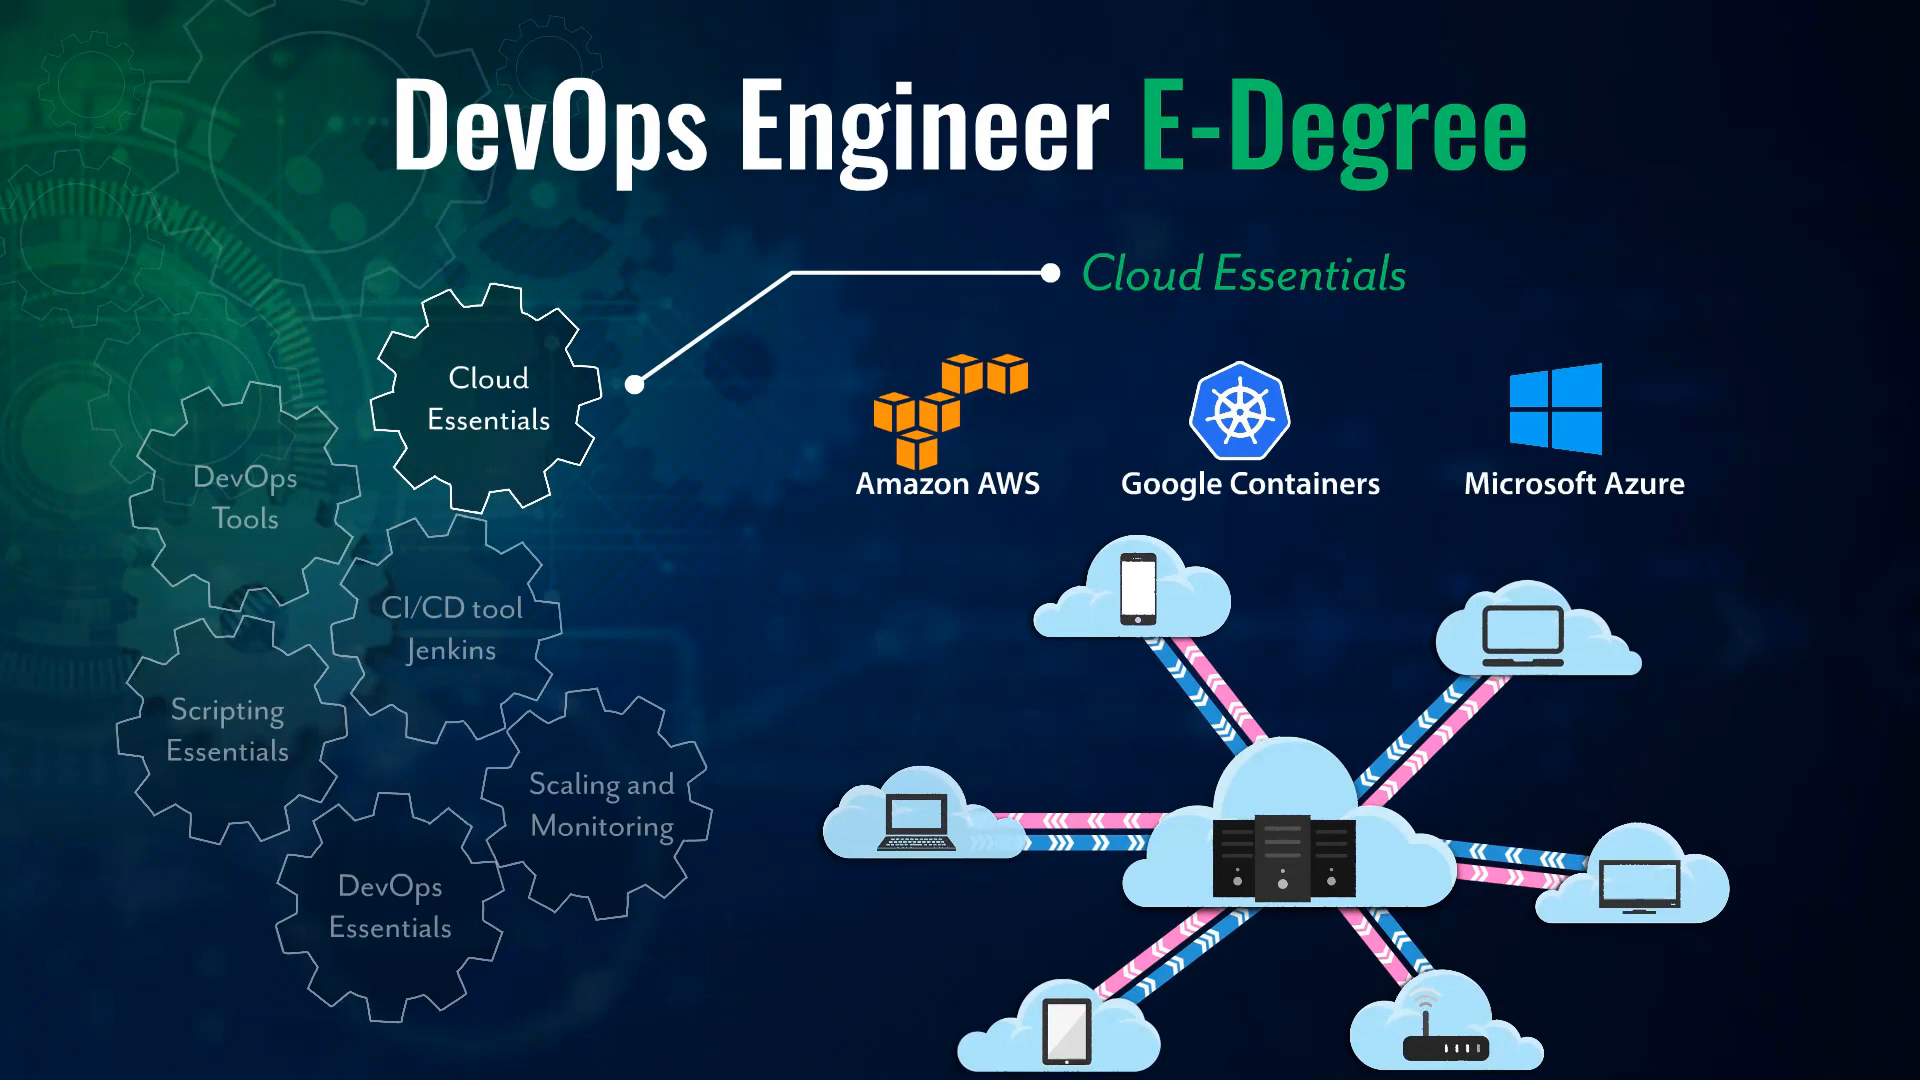 DevOps Engineer E-Degree
Cloud Essentials
Amazon AWS
Google Containers
Microsoft Azure
Cloud
Essentials
DevOps
Tools
CI/CD tool
Jenkins
Scripting
Essentials
Scaling and
Monitoring
DevOps
Essentials